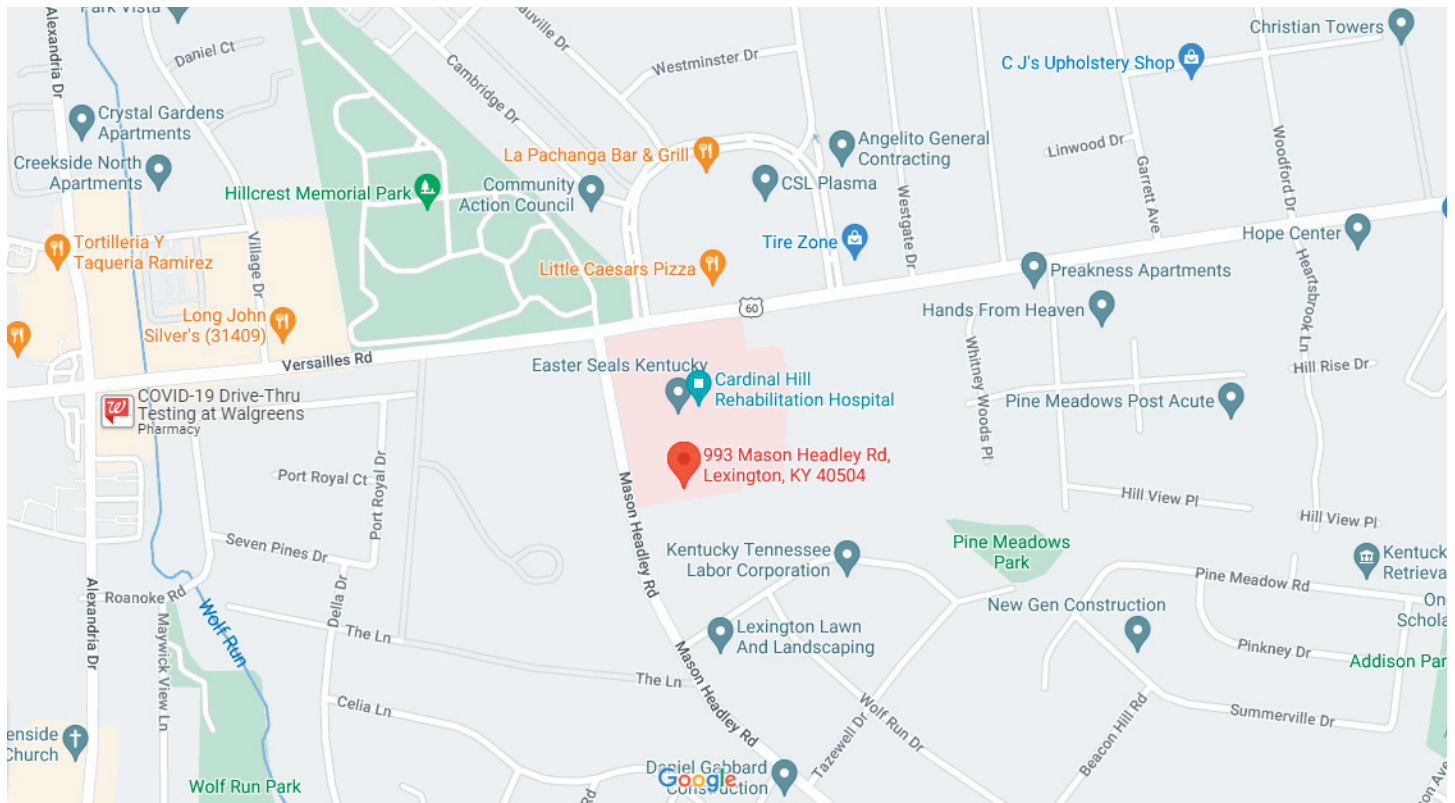 Park Vista
Alexandria Dr
Daniel Ct
Cambridge Dr
Westminster Dr
Christian Towers
C J's Upholstery Shop
Crystal Gardens
Apartments
Creekside North
Apartments
La Pachanga Bar & Grill
Angelito General
Contracting
Linwood Dr
Garrett Ave
Woodford Dr
Hillcrest Memorial Park
Community
Action Council
CSL Plasma
Westgate Dr
Tortilleria Y
Taqueria Ramirez
Village Dr
Tire Zone
Hope Center
Little Caesars Pizza
Preakness Apartments
Heartsbrook Ln
Long John
Silver's (31409)
60
Hands From Heaven
Versailles Rd
Easter Seals Kentucky
Whitney Woods Pl
Hill Rise Dr
Cardinal Hill
Rehabilitation Hospital
COVID-19 Drive-Thru
Testing at Walgreens
Pharmacy
Pine Meadows Post Acute
993 Mason Headley Rd,
Lexington, KY 40504
Port Royal Ct
Port Royal Dr
Mason Headley Rd
Hill View Pl
Hill View Pl
Seven Pines Dr
Kentucky Tennessee
Labor Corporation
Pine Meadows
Park
Pine Meadow Rd
Roanoke Rd
Alexandria Dr
Wolf Run
Della Dr
Maywick View Ln
The Ln
New Gen Construction
Lexington Lawn
And Landscaping
Pinkney Dr
The Ln
Mason Headley Rd
Celia Ln
Wolf Run Dr
Tazewell Dr
Beacon Hill Rd
Summerville Dr
Church
Wolf Run Park
Daniel Gabbard
Construction
Google
Rd